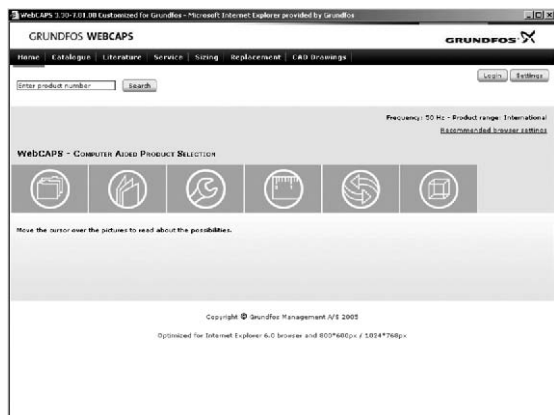 WebCAPS 3.30-7.01.08 Customized for Grundfos - Microsoft Internet Explorer provided by Grundfos
GRUNDFOS WEBCAPS
GRUNDFOS
Home Catalogue Literature Service Sizing Replacement CAD Drawings
Login Settings
Enter product number Search
Frequency: 50 Hz - Product range: International
Recommended browser settings
WebCAPS - Computer Aided Product Selection
Move the cursor over the pictures to read about the possibilities.
Copyright © Grundfos Management A/S 2005
Optimized for Internet Explorer 6.0 browser and 800*600px / 1024*768px